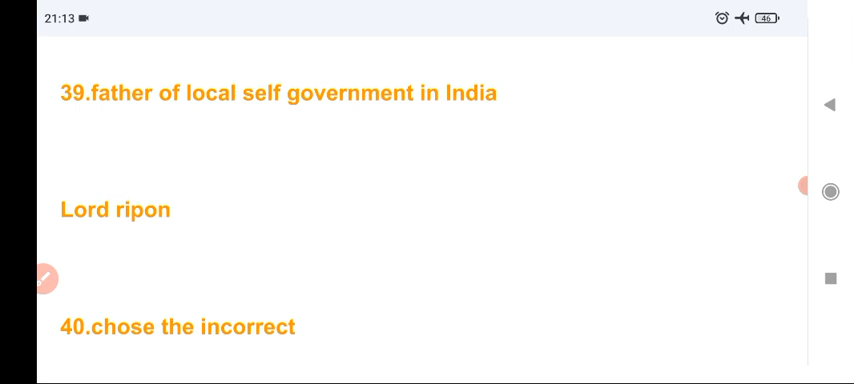 21:13
46
39.father of local self government in India
Lord ripon
40.chose the incorrect